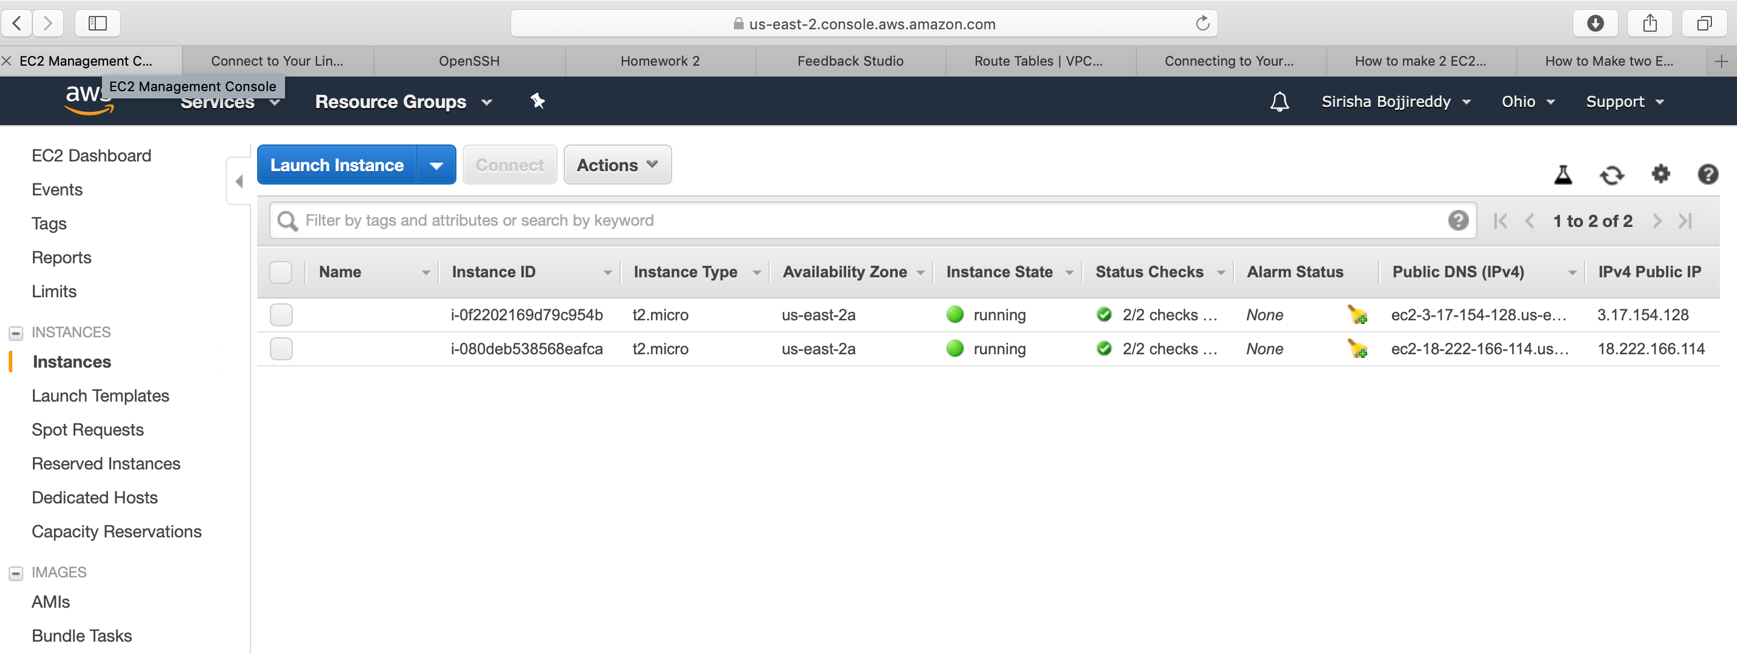 us-east-2.console.aws.amazon.com
EC2 Management C... Connect to Your Lin... OpenSSH Homework 2 Feedback Studio Route Tables | VPC... Connecting to Your... How to make 2 EC2... How to Make two E...
EC2 Management Console
aws Services Resource Groups Sirisha Bojjireddy Ohio Support
EC2 Dashboard
Events
Tags
Reports
Limits
INSTANCES
Instances
Launch Templates
Spot Requests
Reserved Instances
Dedicated Hosts
Capacity Reservations
IMAGES
AMIs
Bundle Tasks
Launch Instance Connect Actions
Filter by tags and attributes or search by keyword 1 to 2 of 2
Name Instance ID Instance Type Availability Zone Instance State Status Checks Alarm Status Public DNS (IPv4) IPv4 Public IP
i-0f2202169d79c954b t2.micro us-east-2a running 2/2 checks ... None ec2-3-17-154-128.us-e... 3.17.154.128
i-080deb538568eafca t2.micro us-east-2a running 2/2 checks ... None ec2-18-222-166-114.us... 18.222.166.114